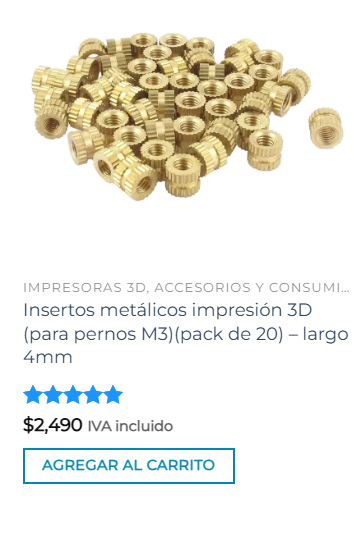 IMPRESORAS 3D, ACCESORIOS Y CONSUMI...
Insertos metálicos impresión 3D
(para pernos M3)(pack de 20) – largo
4mm
$2,490 IVA incluido
AGREGAR AL CARRITO